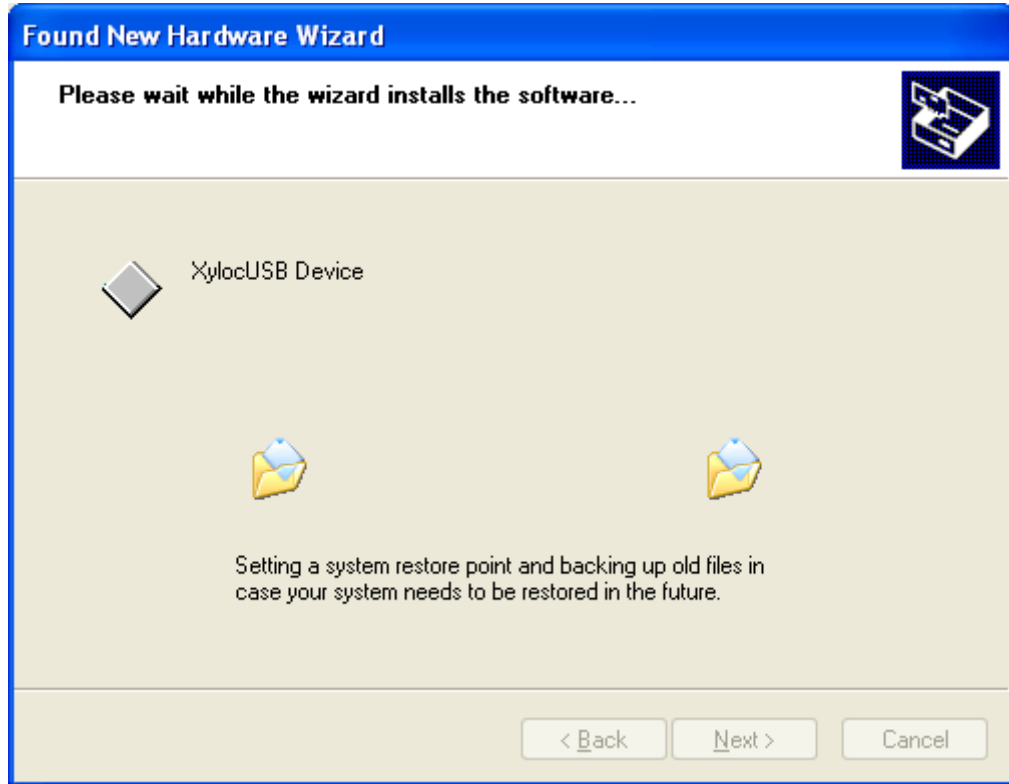 Found New Hardware Wizard
Please wait while the wizard installs the software...
XylocUSB Device
Setting a system restore point and backing up old files in
case your system needs to be restored in the future.
< Back Next > Cancel